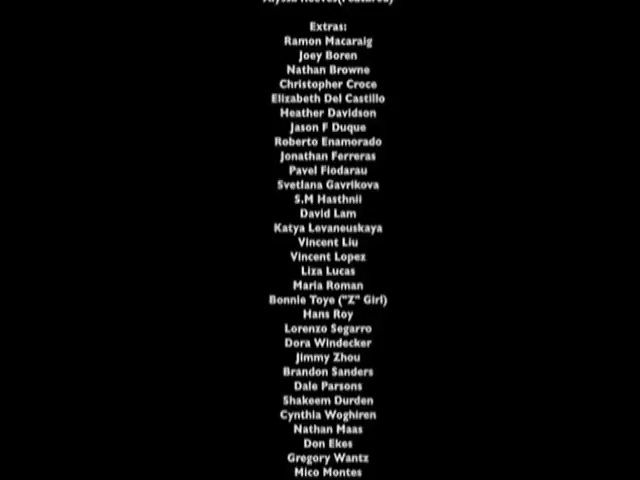 Extras:
Ramon Macaraig
Joey Boren
Nathan Browne
Christopher Croce
Elizabeth Del Castillo
Heather Davidson
Jason F Duque
Roberto Enamorado
Jonathan Ferreras
Pavel Flodarau
Svetlana Gavrikova
S.M Hasthnii
David Lam
Katya Levaneuskaya
Vincent Liu
Vincent Lopez
Liza Lucas
Maria Roman
Bonnie Toye ("Z" Girl)
Hans Roy
Lorenzo Segarro
Dora Windecker
Jimmy Zhou
Brandon Sanders
Dale Parsons
Shakeem Durden
Cynthia Woghiren
Nathan Maas
Don Ekes
Gregory Wantz
Mico Montes